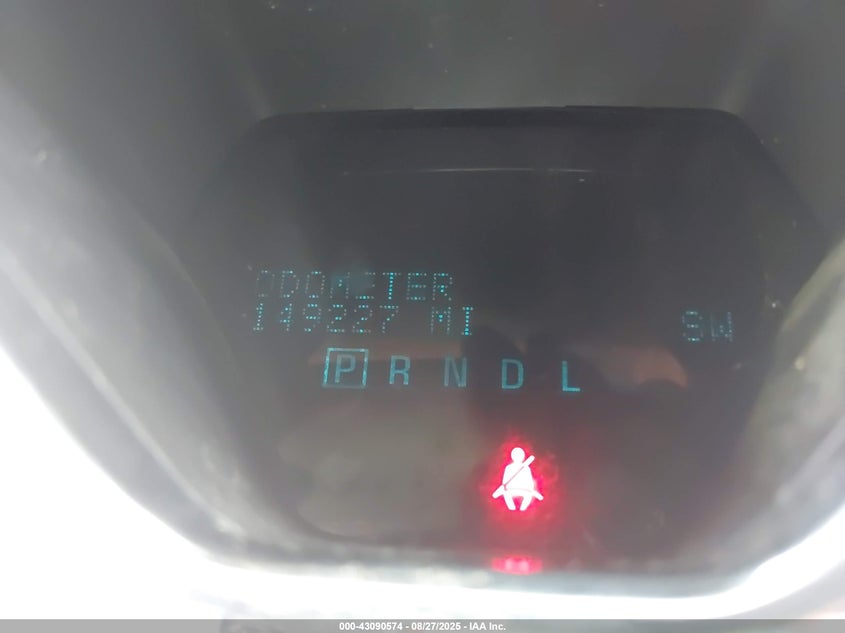 ODOMETER
149227 MI SW
P R N D L
000-43090574 - 08/27/2025 - IAA Inc.